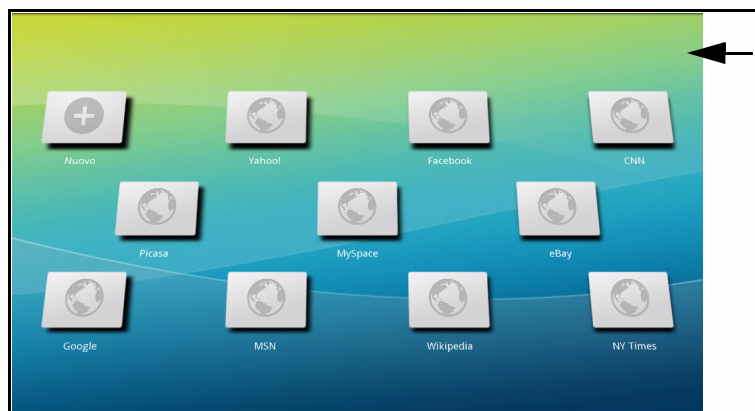 Nuovo Yahoo! Facebook CNN
Picasa MySpace eBay
Google MSN Wikipedia NY Times